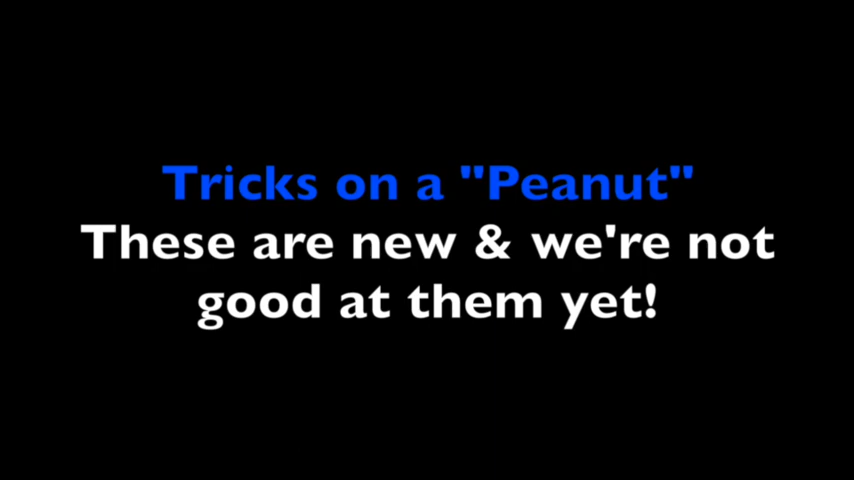 Tricks on a "Peanut"
These are new & we're not
good at them yet!